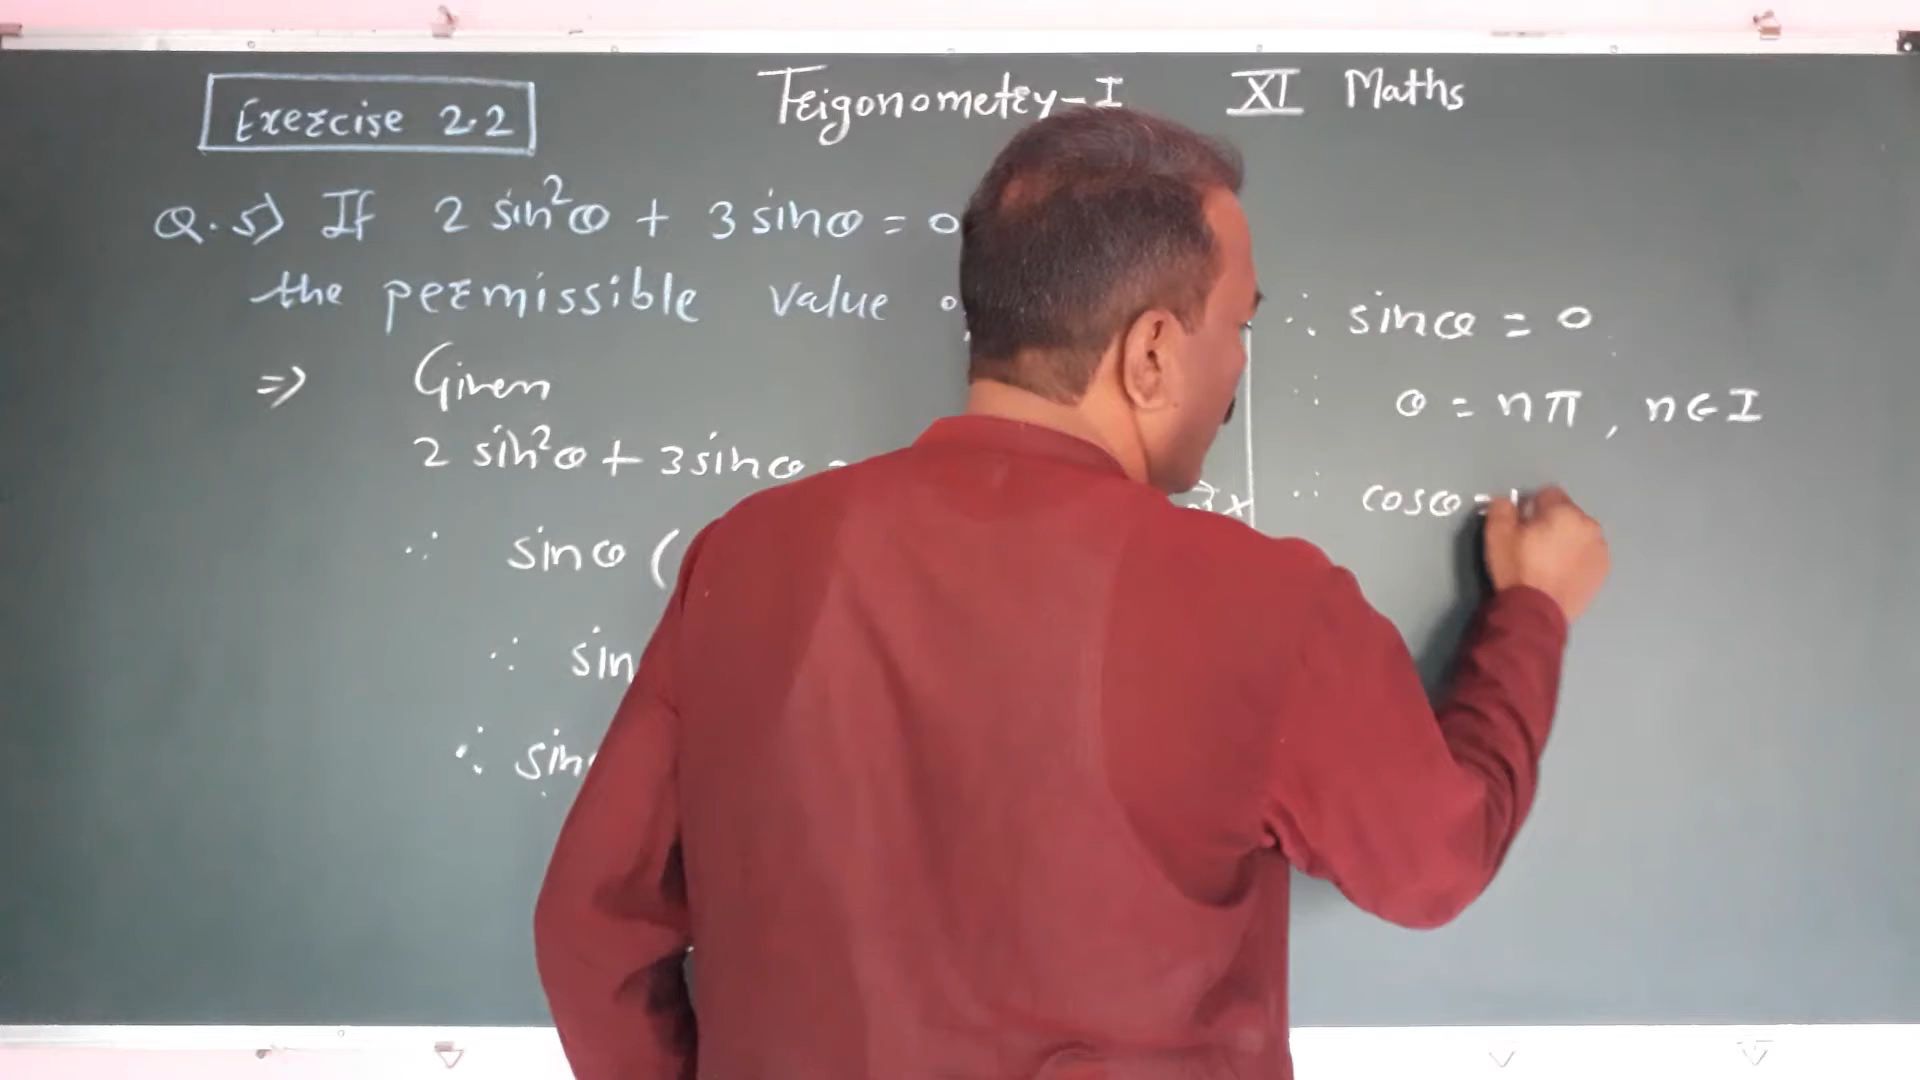 Trigonometry-I XI Maths
Exercise 2.2
Q.5) If 2 sin²θ + 3 sinθ = 0
the permissible value
⇒ Given
2 sin²θ + 3 sinθ
∴ sinθ (
∴ sin
∴ sin
∴ sinθ = 0
∴ θ = nπ, n∈I
∴ cosθ =